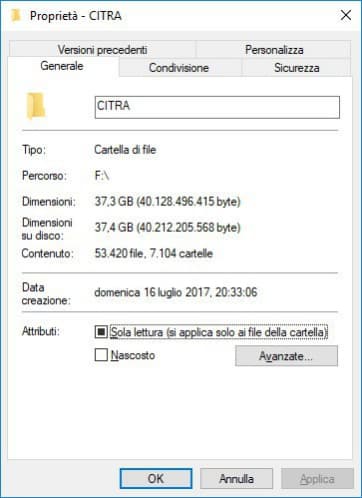 Proprietà - CITRA
Versioni precedenti Personalizza
Generale Condivisione Sicurezza
CITRA
Tipo: Cartella di file
Percorso: F:\
Dimensioni: 37,3 GB (40.128.496.415 byte)
Dimensioni su disco: 37,4 GB (40.212.205.568 byte)
Contenuto: 53.420 file, 7.104 cartelle
Data creazione: domenica 16 luglio 2017, 20:33:06
Attributi: Sola lettura (si applica solo ai file della cartella)
Nascosto Avanzate...
OK Annulla Applica